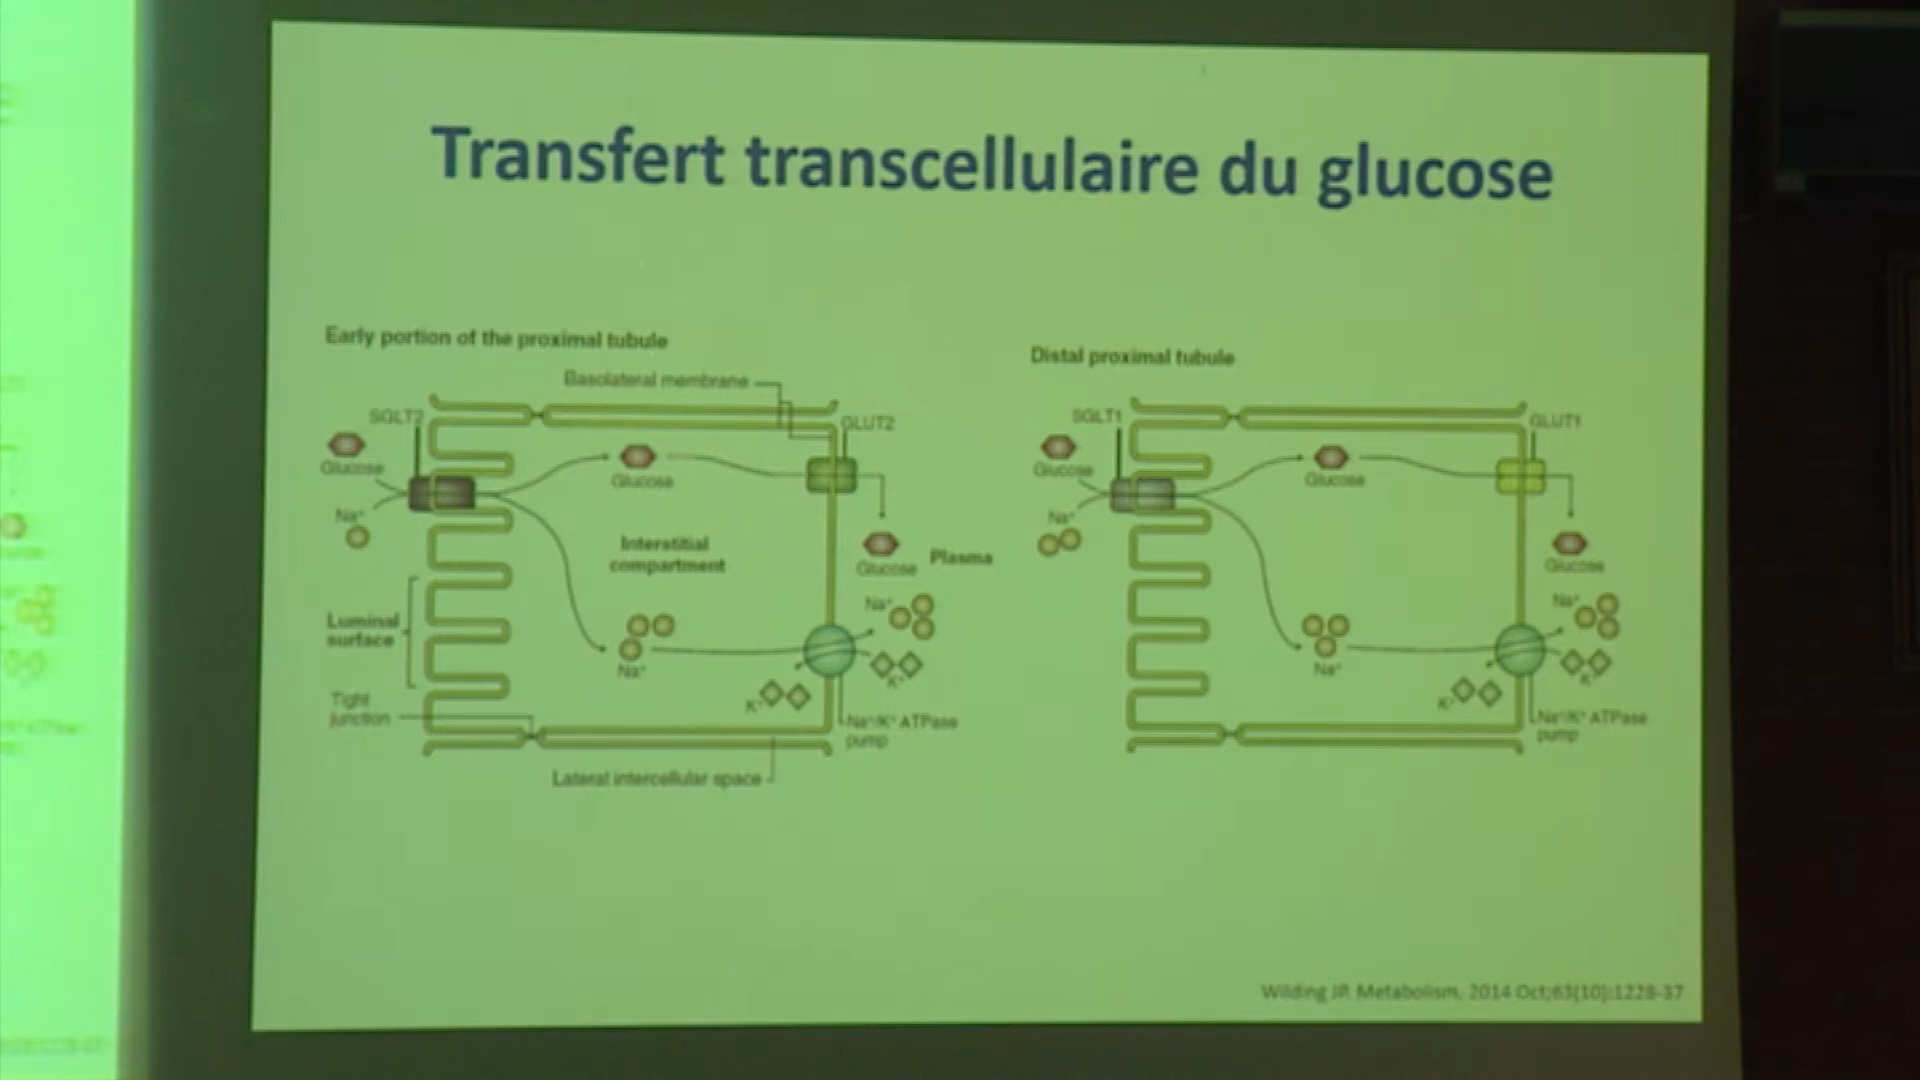 Transfert transcellulaire du glucose
Early portion of the proximal tubule
Basolateral membrane
SGLT2
GLUT2
Glucose
Glucose
Na⁺
Interstitial
compartment
Glucose
Plasma
Luminal
surface
Na⁺
Na⁺
K⁺
K⁺
Tight
junction
Na⁺/K⁺ ATPase
pump
Lateral intercellular space
Distal proximal tubule
SGLT1
GLUT1
Glucose
Glucose
Na⁺
Glucose
Na⁺
Na⁺
K⁺
K⁺
Na⁺/K⁺ ATPase
pump
Wilding JP. Metabolism. 2014 Oct;63(10):1228-37